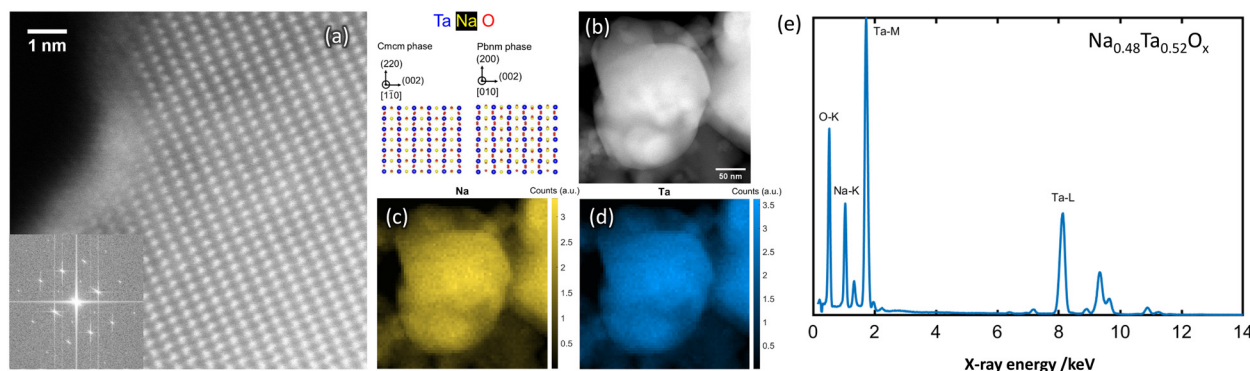 1 nm
(a)
Ta Na O
Cmcm phase
Pbnm phase
(220)
(002)
[11̄0]
(200)
(002)
[010]
(b)
50 nm
Counts (a.u.)
Na
(c)
3
2.5
2
1.5
1
0.5
Counts (a.u.)
Ta
(d)
3.5
3
2.5
2
1.5
1
0.5
(e)
Na0.48Ta0.52Ox
Ta-M
O-K
Na-K
Ta-L
0 2 4 6 8 10 12 14
X-ray energy /keV